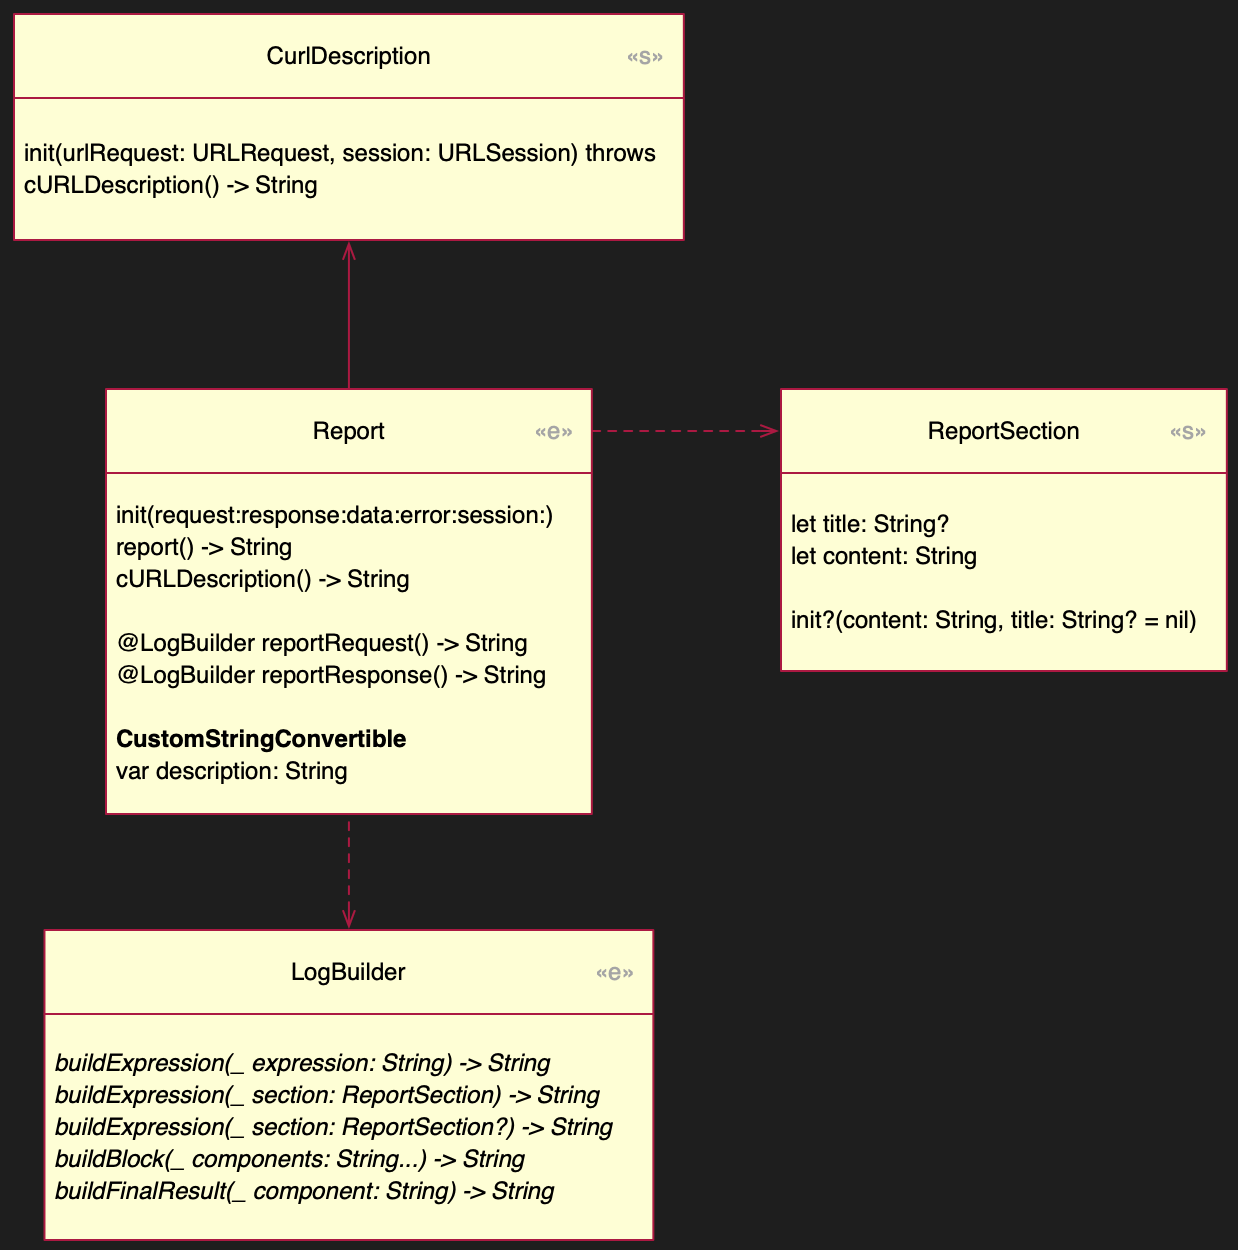 CurlDescription «s»
init(urlRequest: URLRequest, session: URLSession) throws
cURLDescription() -> String
Report «e»
init(request:response:data:error:session:)
report() -> String
cURLDescription() -> String
@LogBuilder reportRequest() -> String
@LogBuilder reportResponse() -> String
CustomStringConvertible
var description: String
ReportSection «s»
let title: String?
let content: String
init?(content: String, title: String? = nil)
LogBuilder «e»
buildExpression(_ expression: String) -> String
buildExpression(_ section: ReportSection) -> String
buildExpression(_ section: ReportSection?) -> String
buildBlock(_ components: String...) -> String
buildFinalResult(_ component: String) -> String